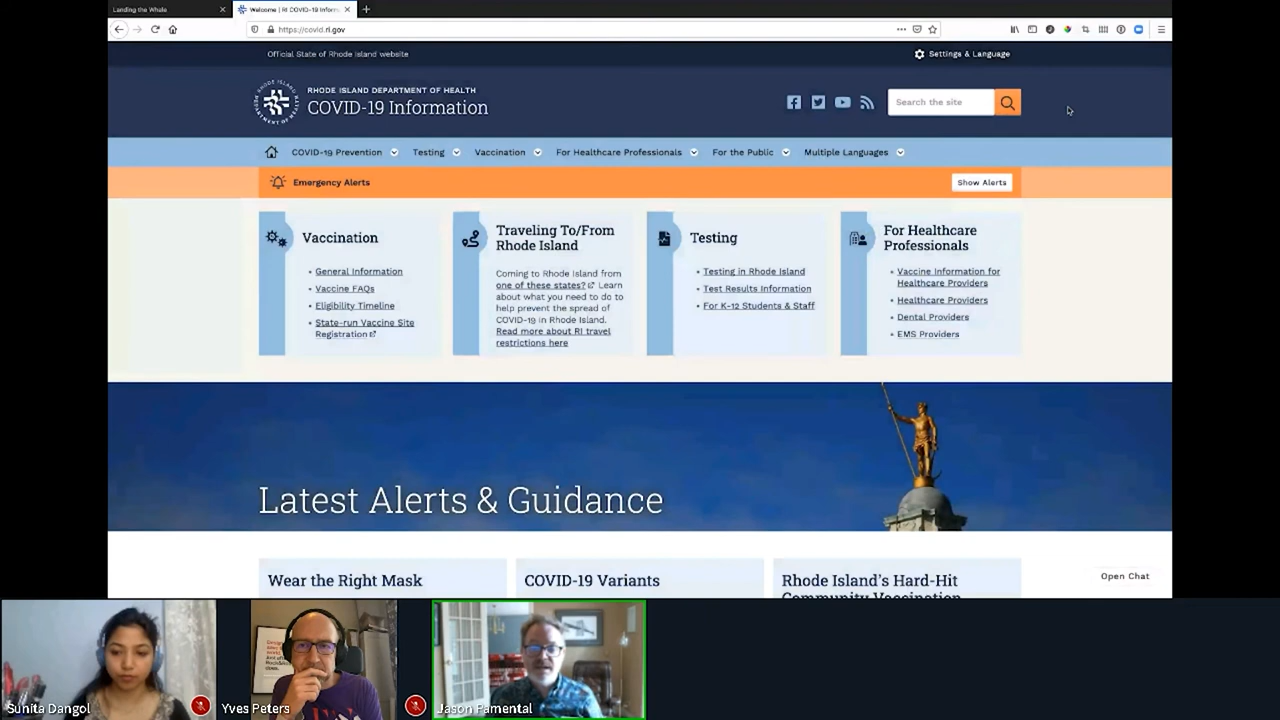 Landing the Whale
Welcome | RI COVID-19 Inform
https://covid.ri.gov
Official State of Rhode Island website
Settings & Language
RHODE ISLAND DEPARTMENT OF HEALTH
COVID-19 Information
Search the site
COVID-19 Prevention
Testing
Vaccination
For Healthcare Professionals
For the Public
Multiple Languages
Emergency Alerts
Show Alerts
Vaccination
General Information
Vaccine FAQs
Eligibility Timeline
State-run Vaccine Site
Registration
Traveling To/From
Rhode Island
Coming to Rhode Island from
one of these states? Learn
about what you need to do to
help prevent the spread of
COVID-19 in Rhode Island.
Read more about RI travel
restrictions here
Testing
Testing in Rhode Island
Test Results Information
For K-12 Students & Staff
For Healthcare
Professionals
Vaccine Information for
Healthcare Providers
Healthcare Providers
Dental Providers
EMS Providers
Latest Alerts & Guidance
Wear the Right Mask
COVID-19 Variants
Rhode Island's Hard-Hit
Community Vaccination
Open Chat
Sunita Dangol
Yves Peters
Jason Pamental